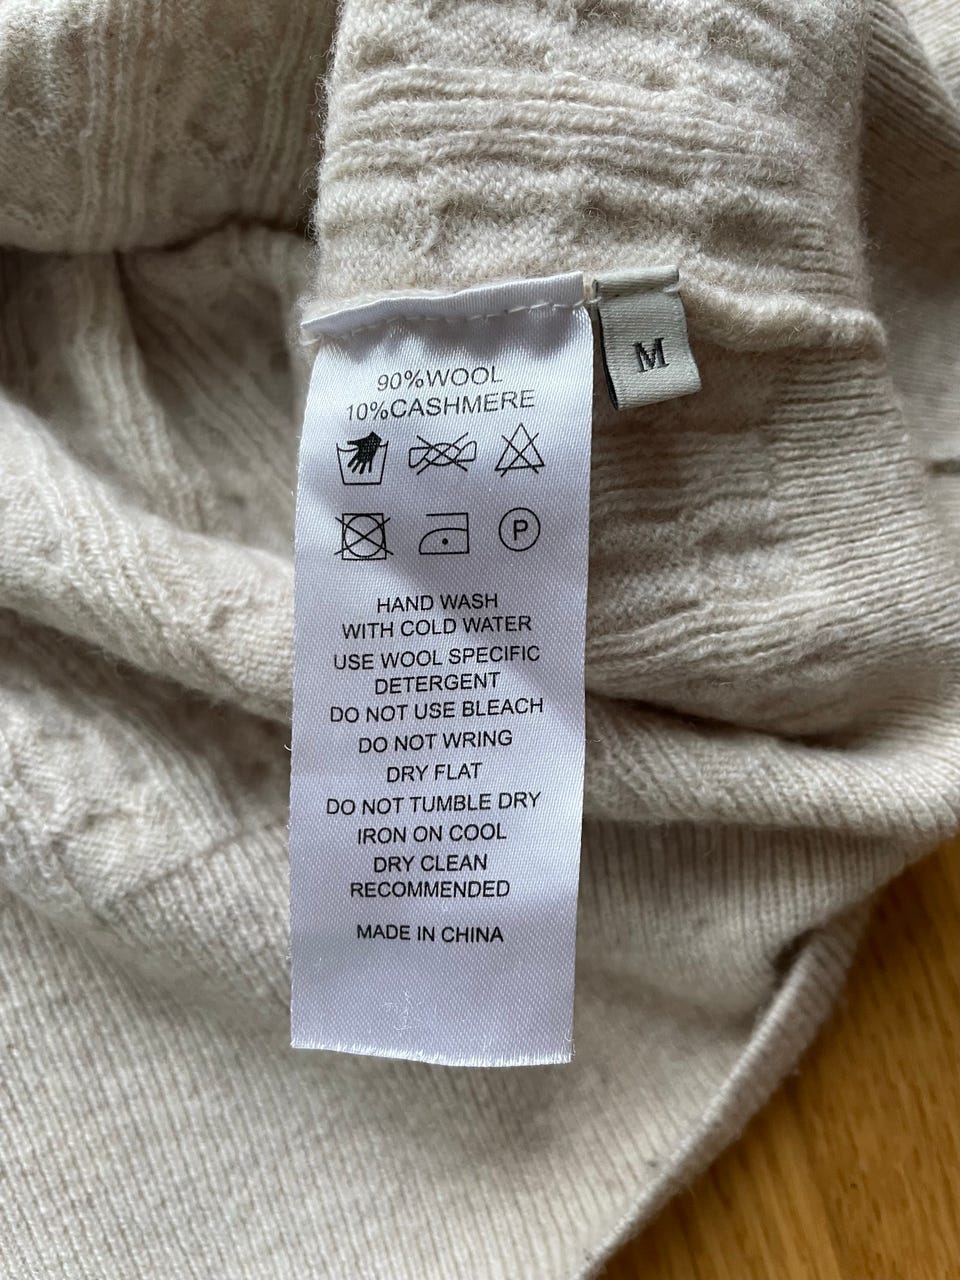 M
90%WOOL
10%CASHMERE
P
HAND WASH
WITH COLD WATER
USE WOOL SPECIFIC
DETERGENT
DO NOT USE BLEACH
DO NOT WRING
DRY FLAT
DO NOT TUMBLE DRY
IRON ON COOL
DRY CLEAN
RECOMMENDED
MADE IN CHINA